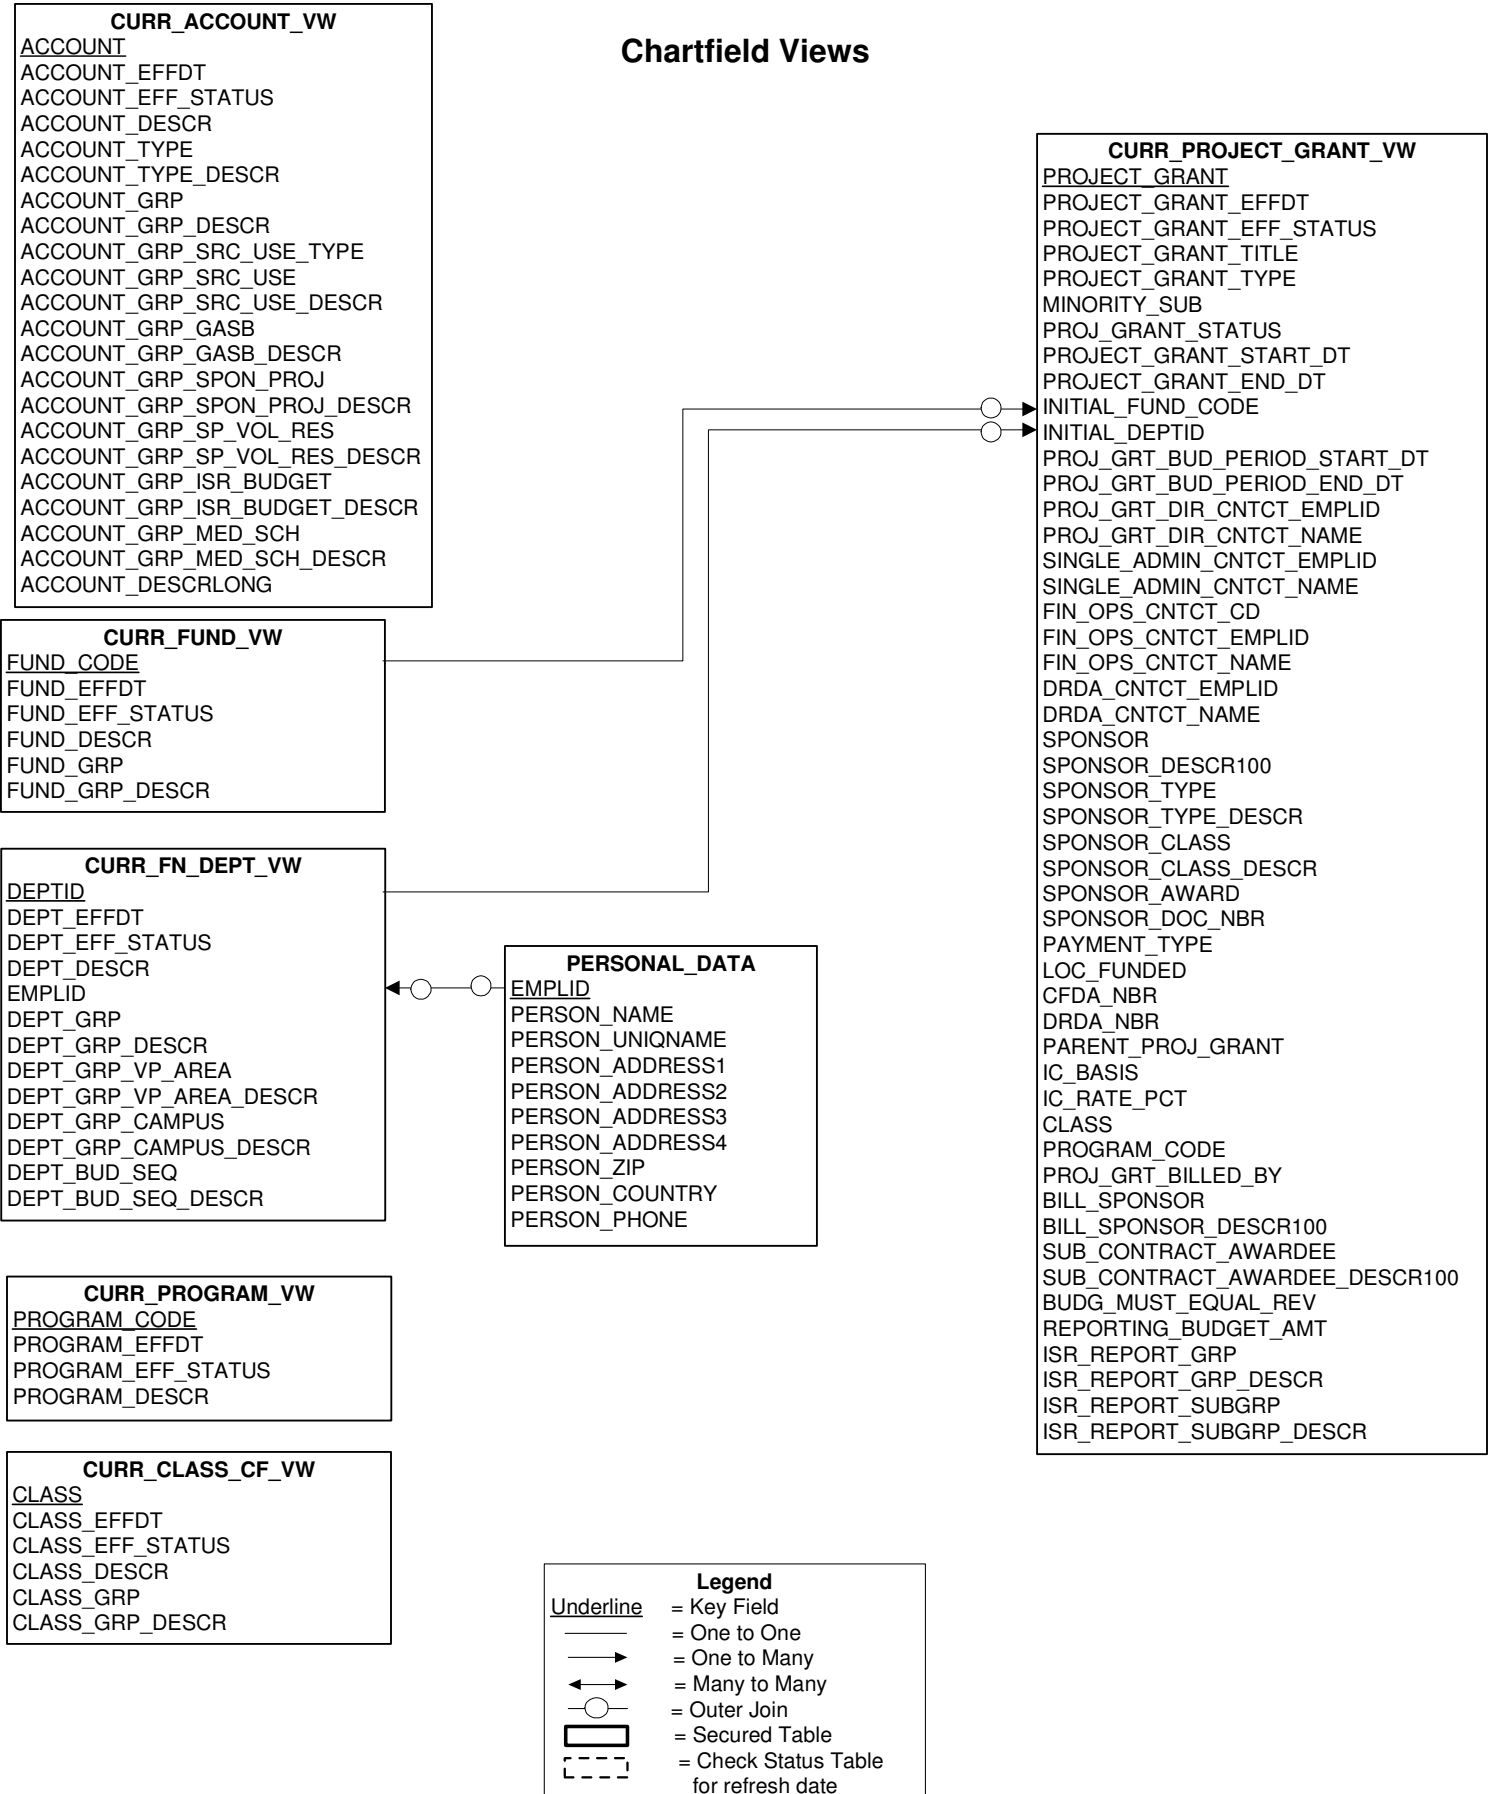 Chartfield Views
CURR_ACCOUNT_VW
ACCOUNT
ACCOUNT_EFFDT
ACCOUNT_EFF_STATUS
ACCOUNT_DESCR
ACCOUNT_TYPE
ACCOUNT_TYPE_DESCR
ACCOUNT_GRP
ACCOUNT_GRP_DESCR
ACCOUNT_GRP_SRC_USE_TYPE
ACCOUNT_GRP_SRC_USE
ACCOUNT_GRP_SRC_USE_DESCR
ACCOUNT_GRP_GASB
ACCOUNT_GRP_GASB_DESCR
ACCOUNT_GRP_SPON_PROJ
ACCOUNT_GRP_SPON_PROJ_DESCR
ACCOUNT_GRP_SP_VOL_RES
ACCOUNT_GRP_SP_VOL_RES_DESCR
ACCOUNT_GRP_ISR_BUDGET
ACCOUNT_GRP_ISR_BUDGET_DESCR
ACCOUNT_GRP_MED_SCH
ACCOUNT_GRP_MED_SCH_DESCR
ACCOUNT_DESCRLONG
CURR_FUND_VW
FUND_CODE
FUND_EFFDT
FUND_EFF_STATUS
FUND_DESCR
FUND_GRP
FUND_GRP_DESCR
CURR_FN_DEPT_VW
DEPTID
DEPT_EFFDT
DEPT_EFF_STATUS
DEPT_DESCR
EMPLID
DEPT_GRP
DEPT_GRP_DESCR
DEPT_GRP_VP_AREA
DEPT_GRP_VP_AREA_DESCR
DEPT_GRP_CAMPUS
DEPT_GRP_CAMPUS_DESCR
DEPT_BUD_SEQ
DEPT_BUD_SEQ_DESCR
PERSONAL_DATA
EMPLID
PERSON_NAME
PERSON_UNIQNAME
PERSON_ADDRESS1
PERSON_ADDRESS2
PERSON_ADDRESS3
PERSON_ADDRESS4
PERSON_ZIP
PERSON_COUNTRY
PERSON_PHONE
CURR_PROGRAM_VW
PROGRAM_CODE
PROGRAM_EFFDT
PROGRAM_EFF_STATUS
PROGRAM_DESCR
CURR_CLASS_CF_VW
CLASS
CLASS_EFFDT
CLASS_EFF_STATUS
CLASS_DESCR
CLASS_GRP
CLASS_GRP_DESCR
CURR_PROJECT_GRANT_VW
PROJECT_GRANT
PROJECT_GRANT_EFFDT
PROJECT_GRANT_EFF_STATUS
PROJECT_GRANT_TITLE
PROJECT_GRANT_TYPE
MINORITY_SUB
PROJ_GRANT_STATUS
PROJECT_GRANT_START_DT
PROJECT_GRANT_END_DT
INITIAL_FUND_CODE
INITIAL_DEPTID
PROJ_GRT_BUD_PERIOD_START_DT
PROJ_GRT_BUD_PERIOD_END_DT
PROJ_GRT_DIR_CNTCT_EMPLID
PROJ_GRT_DIR_CNTCT_NAME
SINGLE_ADMIN_CNTCT_EMPLID
SINGLE_ADMIN_CNTCT_NAME
FIN_OPS_CNTCT_CD
FIN_OPS_CNTCT_EMPLID
FIN_OPS_CNTCT_NAME
DRDA_CNTCT_EMPLID
DRDA_CNTCT_NAME
SPONSOR
SPONSOR_DESCR100
SPONSOR_TYPE
SPONSOR_TYPE_DESCR
SPONSOR_CLASS
SPONSOR_CLASS_DESCR
SPONSOR_AWARD
SPONSOR_DOC_NBR
PAYMENT_TYPE
LOC_FUNDED
CFDA_NBR
DRDA_NBR
PARENT_PROJ_GRANT
IC_BASIS
IC_RATE_PCT
CLASS
PROGRAM_CODE
PROJ_GRT_BILLED_BY
BILL_SPONSOR
BILL_SPONSOR_DESCR100
SUB_CONTRACT_AWARDEE
SUB_CONTRACT_AWARDEE_DESCR100
BUDG_MUST_EQUAL_REV
REPORTING_BUDGET_AMT
ISR_REPORT_GRP
ISR_REPORT_GRP_DESCR
ISR_REPORT_SUBGRP
ISR_REPORT_SUBGRP_DESCR
Legend
Underline = Key Field
= One to One
= One to Many
= Many to Many
= Outer Join
= Secured Table
= Check Status Table
for refresh date